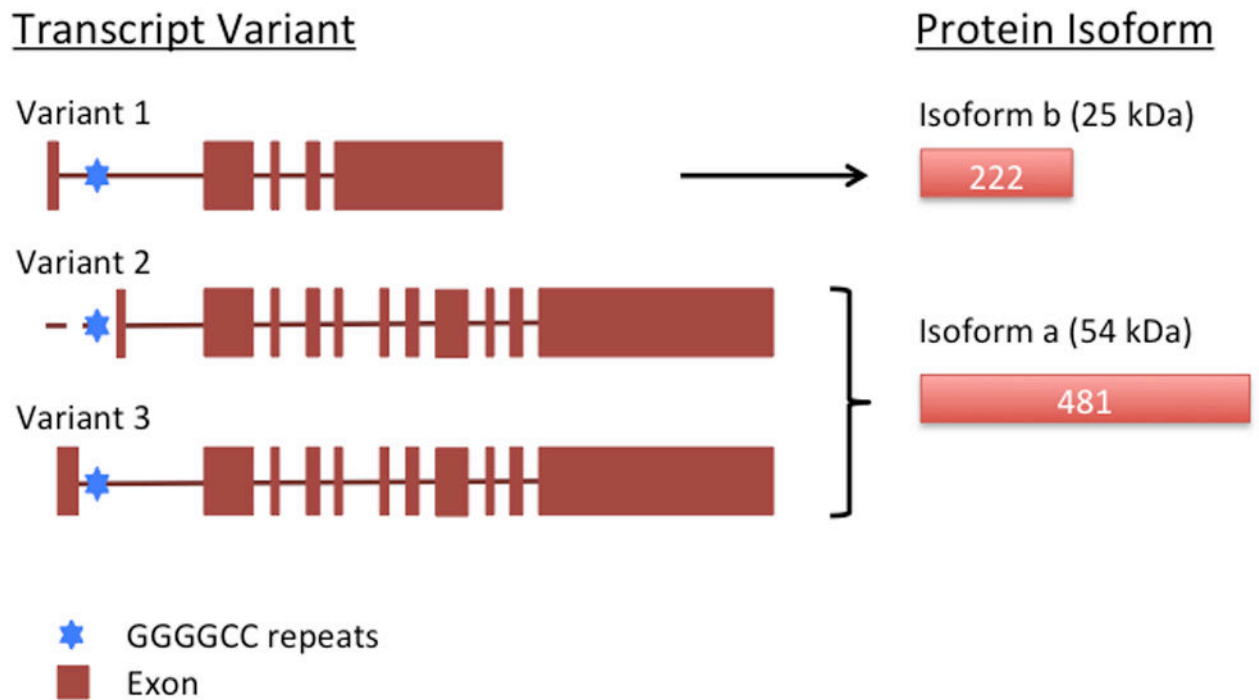 Transcript Variant
Protein Isoform
Variant 1
Isoform b (25 kDa)
222
Variant 2
Isoform a (54 kDa)
481
Variant 3
GGGGCC repeats
Exon